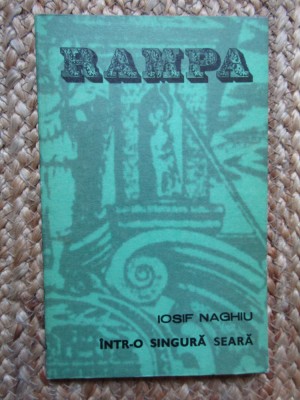 RAMPA
IOSIF NAGHIU
ÎNTR-O SINGURĂ SEARĂ